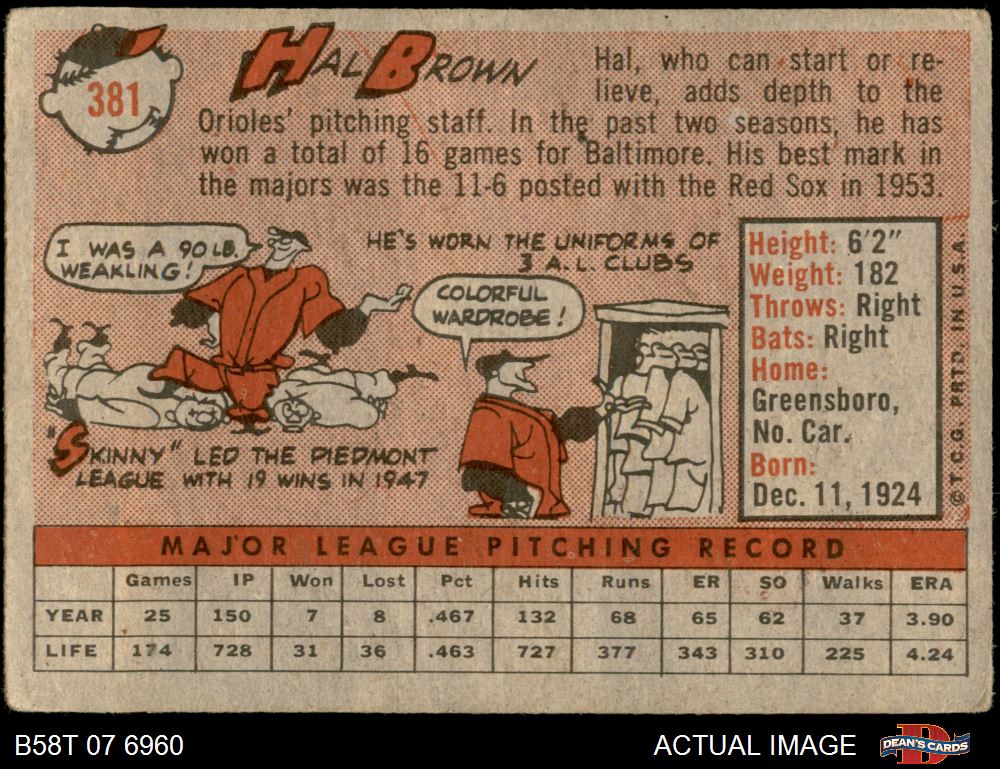 381
HAL BROWN
Hal, who can start or re-
lieve, adds depth to the
Orioles' pitching staff. In the past two seasons, he has
won a total of 16 games for Baltimore. His best mark in
the majors was the 11-6 posted with the Red Sox in 1953.
I WAS A 90 LB.
WEAKLING!
HE'S WORN THE UNIFORMS OF
3 A.L. CLUBS
COLORFUL
WARDROBE!
"SKINNY" LED THE PIEDMONT
LEAGUE WITH 19 WINS IN 1947
Height: 6'2"
Weight: 182
Throws: Right
Bats: Right
Home:
Greensboro,
No. Car.
Born:
Dec. 11, 1924
© T.C.G. PRTD. IN U.S.A.
MAJOR LEAGUE PITCHING RECORD
Games IP Won Lost Pct Hits Runs ER SO Walks ERA
YEAR 25 150 7 8 .467 132 68 65 62 37 3.90
LIFE 174 728 31 36 .463 727 377 343 310 225 4.24
B58T 07 6960
ACTUAL IMAGE
DEAN'S CARDS